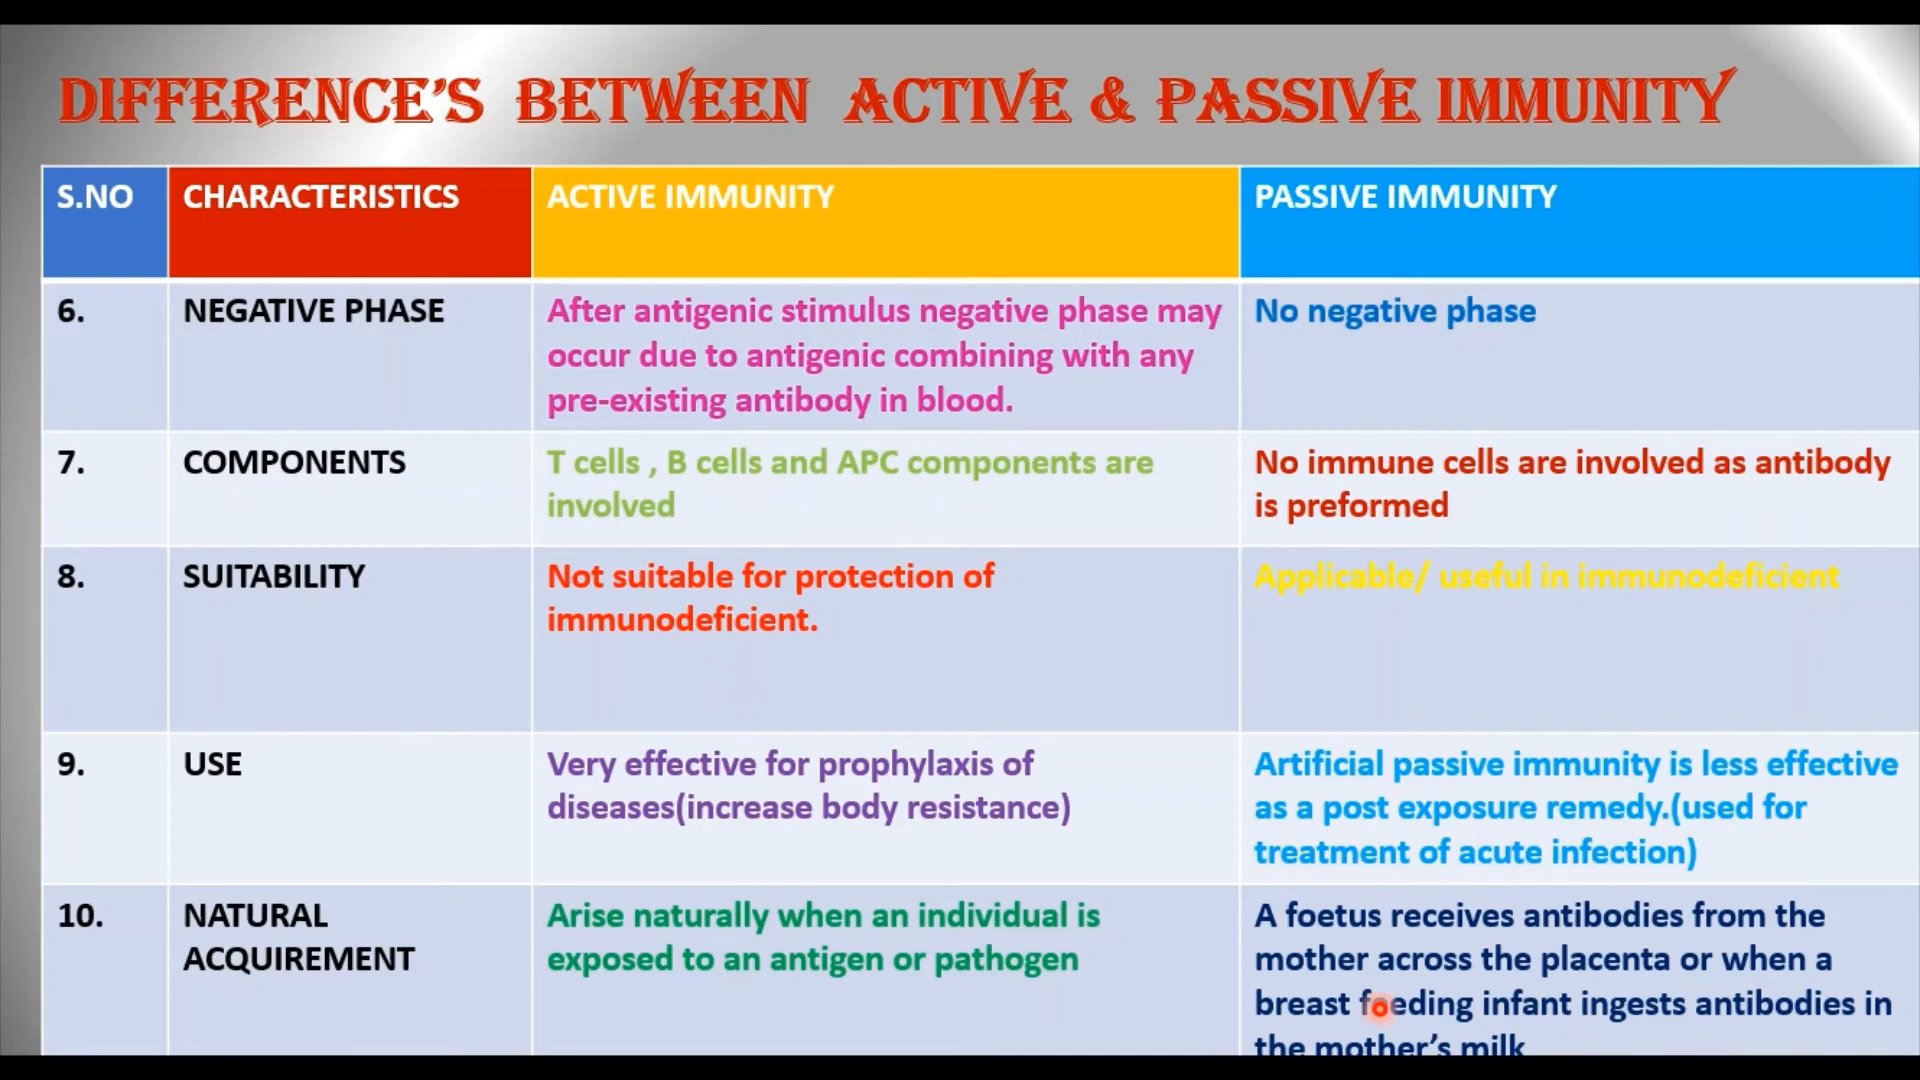 DIFFERENCE'S BETWEEN ACTIVE & PASSIVE IMMUNITY
S.NO CHARACTERISTICS ACTIVE IMMUNITY PASSIVE IMMUNITY
6. NEGATIVE PHASE After antigenic stimulus negative phase may No negative phase
occur due to antigenic combining with any
pre-existing antibody in blood.
7. COMPONENTS T cells , B cells and APC components are No immune cells are involved as antibody
involved is preformed
8. SUITABILITY Not suitable for protection of Applicable/ useful in immunodeficient
immunodeficient.
9. USE Very effective for prophylaxis of Artificial passive immunity is less effective
diseases(increase body resistance) as a post exposure remedy.(used for
treatment of acute infection)
10. NATURAL Arise naturally when an individual is A foetus receives antibodies from the
ACQUIREMENT exposed to an antigen or pathogen mother across the placenta or when a
breast feeding infant ingests antibodies in
the mother's milk